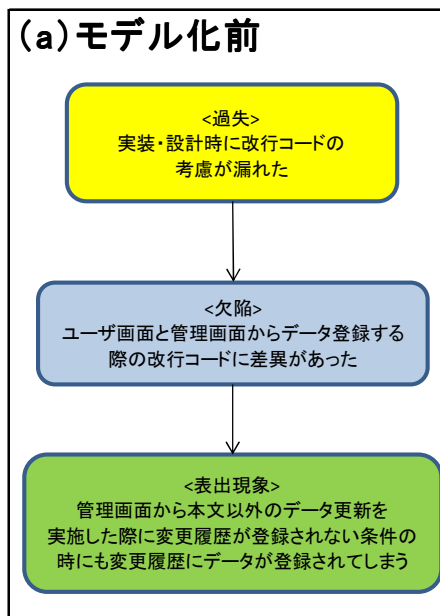 (a)モデル化前
<過失>
実装・設計時に改行コードの
考慮が漏れた
<欠陥>
ユーザ画面と管理画面からデータ登録する
際の改行コードに差異があった
<表出現象>
管理画面から本文以外のデータ更新を
実施した際に変更履歴が登録されない条件の
時にも変更履歴にデータが登録されてしまう